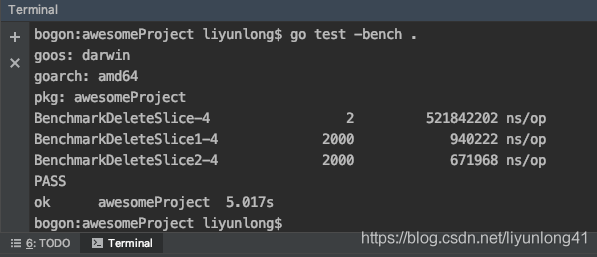 Terminal
bogon:awesomeProject liyunlong$ go test -bench .
goos: darwin
goarch: amd64
pkg: awesomeProject
BenchmarkDeleteSlice-4 2 521842202 ns/op
BenchmarkDeleteSlice1-4 2000 940222 ns/op
BenchmarkDeleteSlice2-4 2000 671968 ns/op
PASS
ok awesomeProject 5.017s
bogon:awesomeProject liyunlong$
https://blog.csdn.net/liyunlong41
6: TODO Terminal